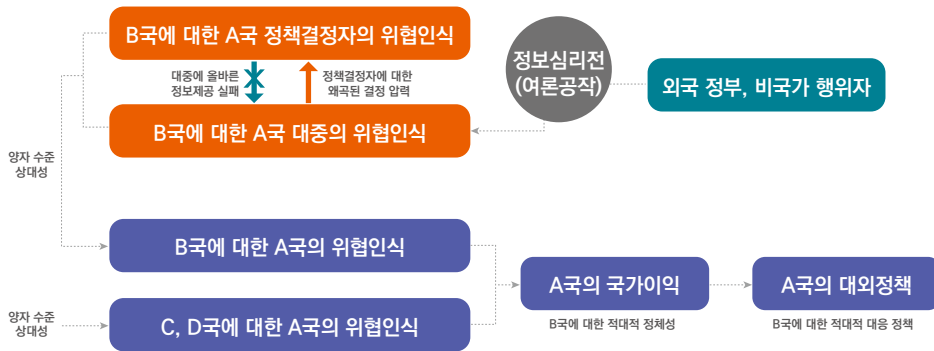 B국에 대한 A국 정책결정자의 위협인식
정보심리전
(여론공작)
외국 정부, 비국가 행위자
대중에 올바른
정보제공 실패
정책결정자에 대한
왜곡된 결정 압력
B국에 대한 A국 대중의 위협인식
양자 수준
상대성
B국에 대한 A국의 위협인식
A국의 국가이익
A국의 대외정책
양자 수준
상대성
C, D국에 대한 A국의 위협인식
B국에 대한 적대적 정체성
B국에 대한 적대적 대응 정책